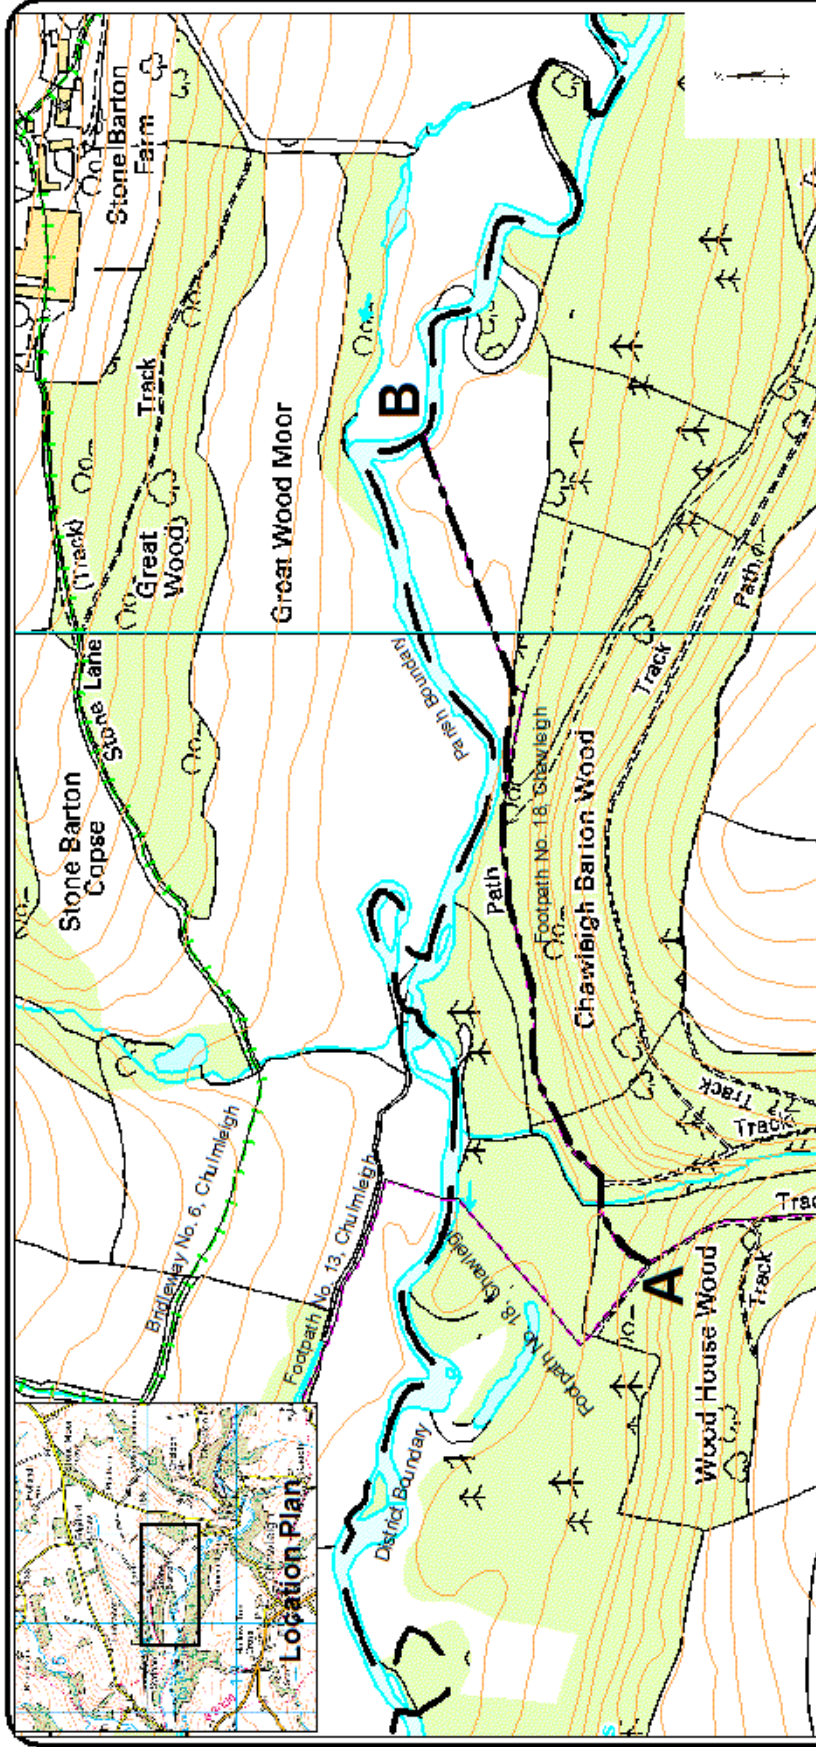 Stone Barton
Farm
Track
(Track)
Great
Wood
Great Wood Moor
Stone Lane
Stone Barton
Copse
B
Parish Boundary
Path
Footpath No. 18, Chawleigh
Chawleigh Barton Wood
Track
Path
Bridleway No. 6, Chulmleigh
Footpath No. 13, Chulmleigh
Footpath No. 18, Chawleigh
Track
Track
A
Wood House Wood
Track
District Boundary
Location Plan